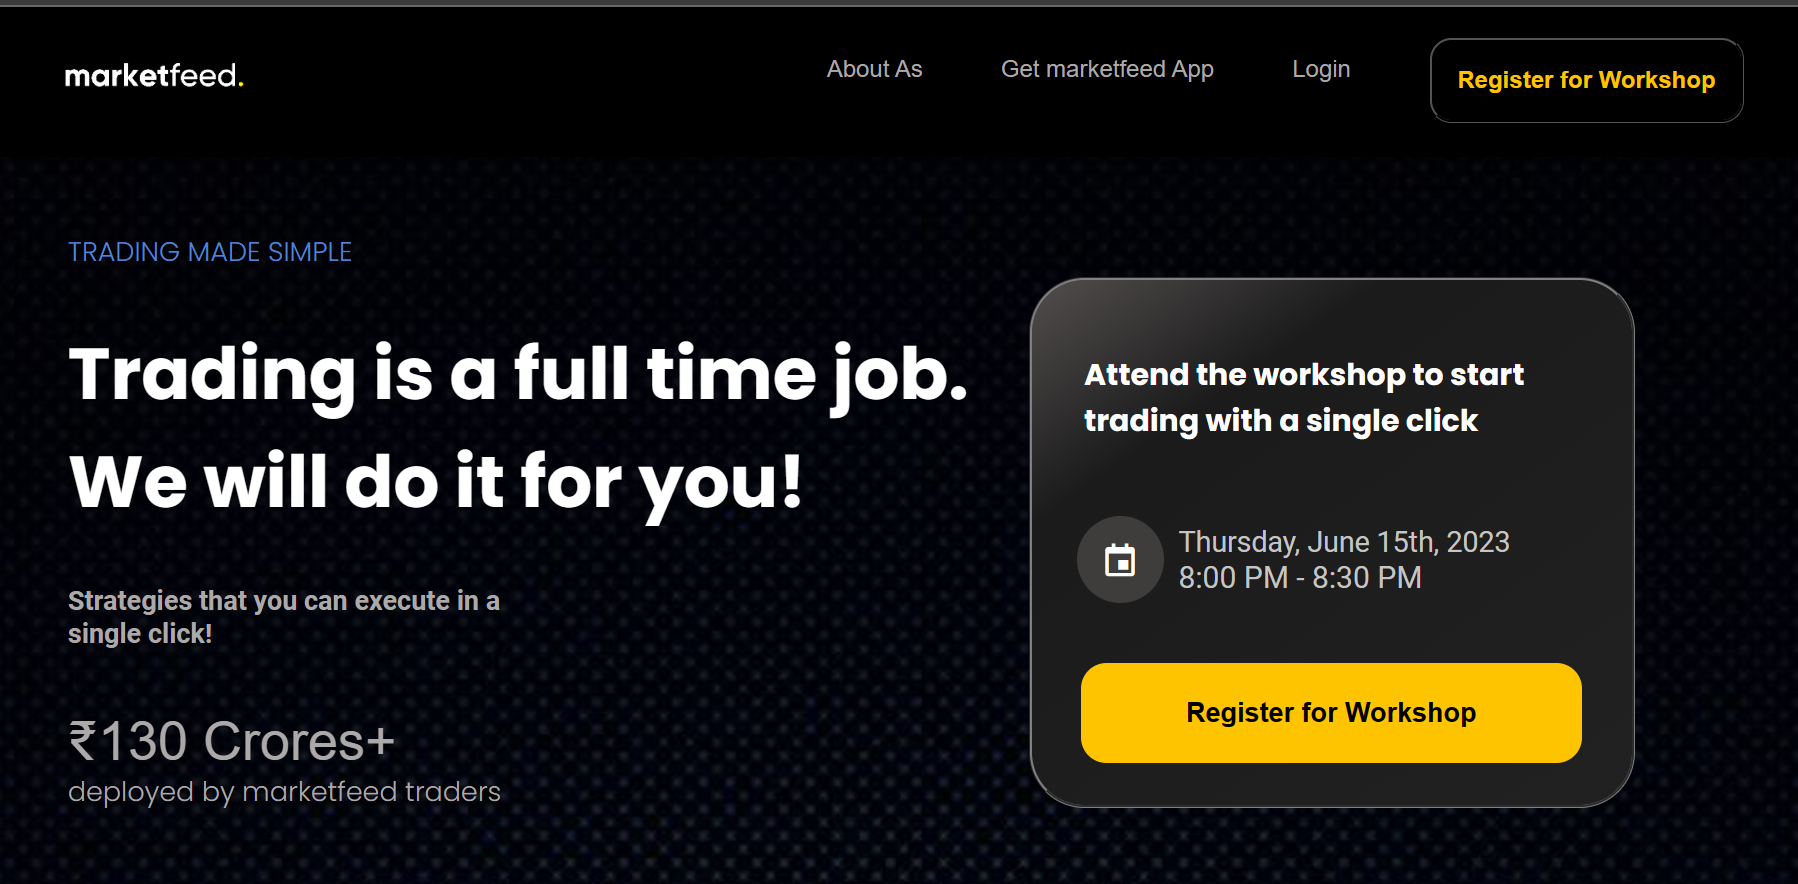 marketfeed.
About As
Get marketfeed App
Login
Register for Workshop
TRADING MADE SIMPLE
Trading is a full time job.
We will do it for you!
Strategies that you can execute in a
single click!
₹130 Crores+
deployed by marketfeed traders
Attend the workshop to start
trading with a single click
Thursday, June 15th, 2023
8:00 PM - 8:30 PM
Register for Workshop